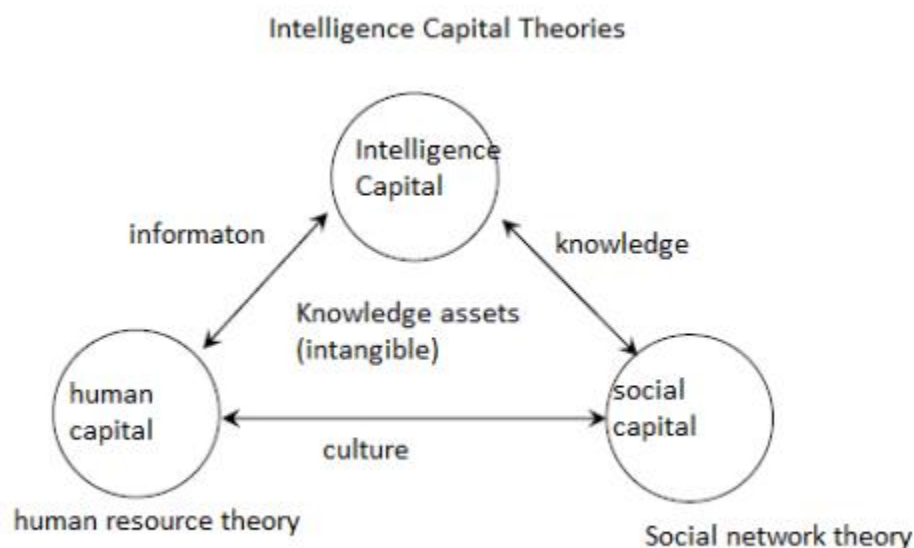 Intelligence Capital Theories
Intelligence
Capital
informaton
knowledge
Knowledge assets
(intangible)
human
capital
social
capital
culture
human resource theory
Social network theory